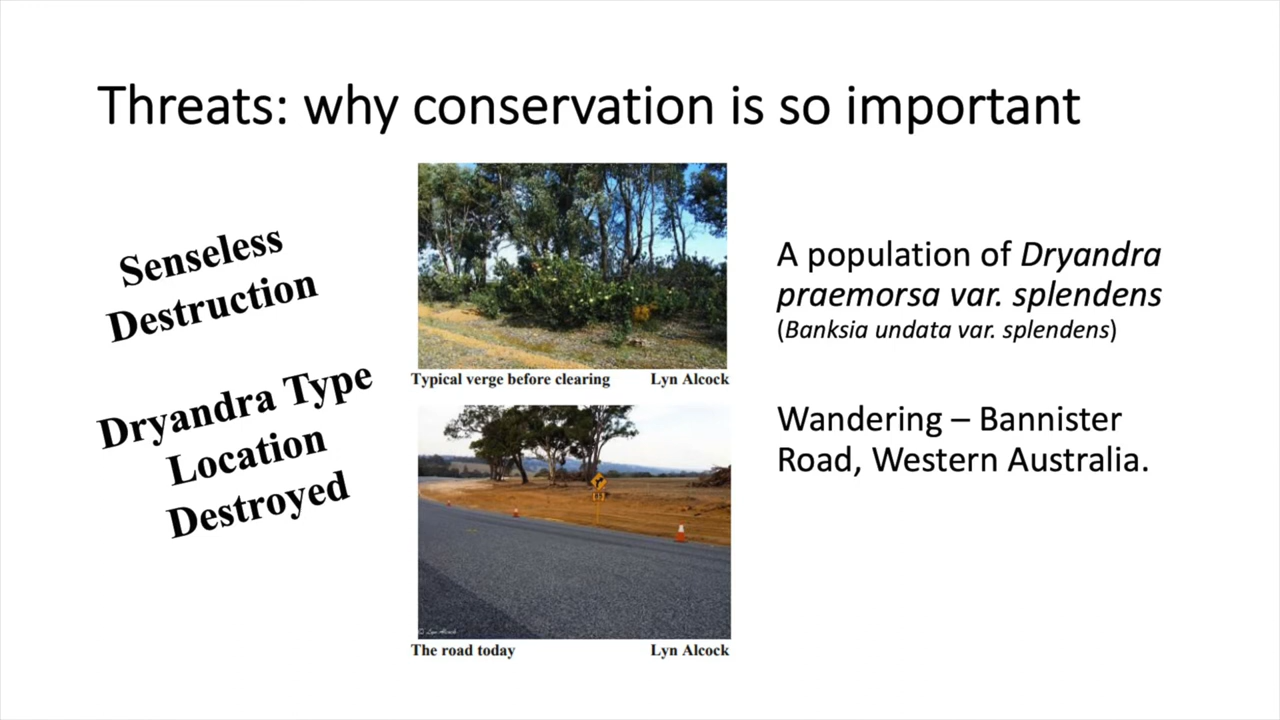 Threats: why conservation is so important
Senseless
Destruction
Dryandra Type
Location
Destroyed
Typical verge before clearing Lyn Alcock
© Lyn Alcock
The road today Lyn Alcock
A population of Dryandra
praemorsa var. splendens
(Banksia undata var. splendens)
Wandering – Bannister
Road, Western Australia.